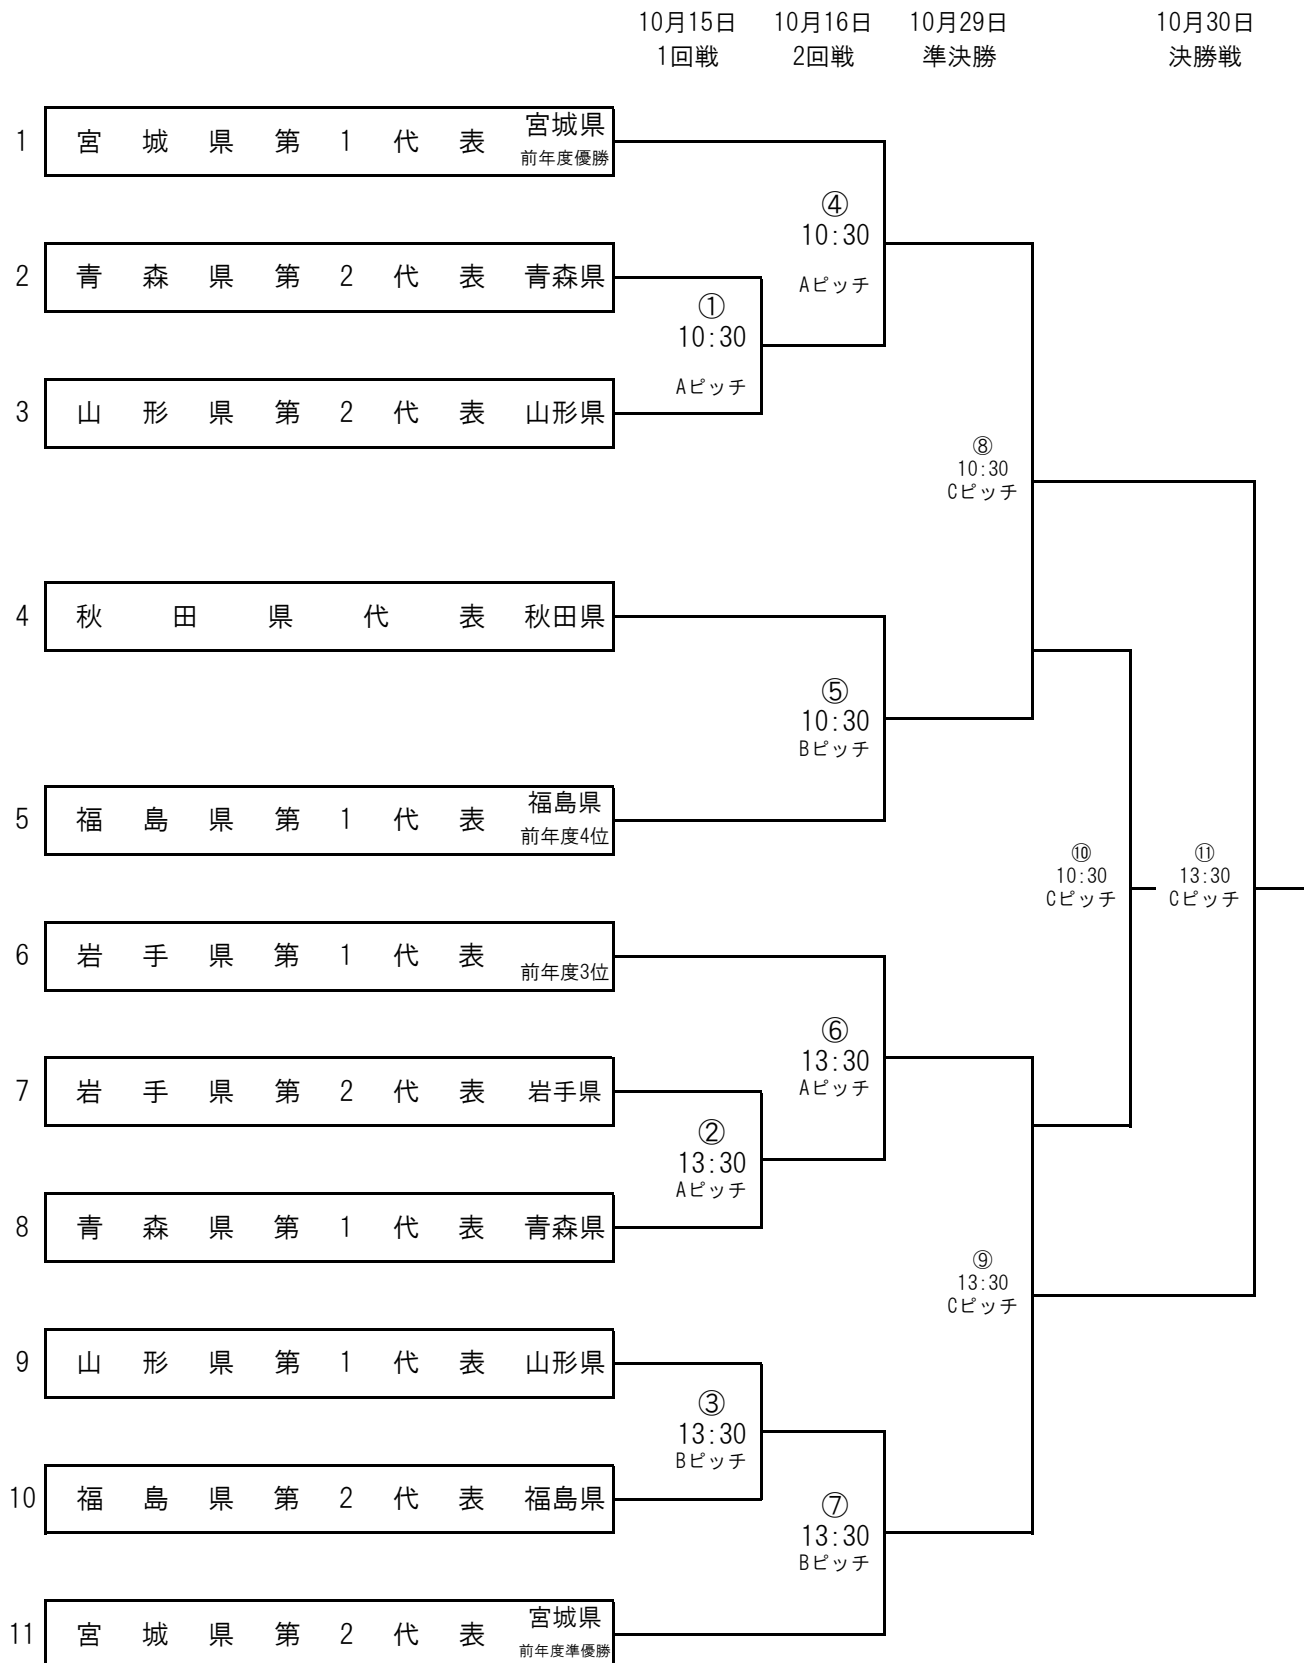 10月15日 10月16日 10月29日 10月30日
1回戦 2回戦 準決勝 決勝戦
1 宮城県第1代表 宮城県
前年度優勝
④
10:30
Aピッチ
2 青森県第2代表 青森県
①
10:30
Aピッチ
3 山形県第2代表 山形県
⑧
10:30
Cピッチ
4 秋田県代表 秋田県
⑤
10:30
Bピッチ
5 福島県第1代表 福島県
前年度4位
⑩ ⑪
10:30 13:30
Cピッチ Cピッチ
6 岩手県第1代表
前年度3位
⑥
13:30
Aピッチ
7 岩手県第2代表 岩手県
②
13:30
Aピッチ
8 青森県第1代表 青森県
⑨
13:30
Cピッチ
9 山形県第1代表 山形県
③
13:30
Bピッチ
10 福島県第2代表 福島県
⑦
13:30
Bピッチ
11 宮城県第2代表 宮城県
前年度準優勝